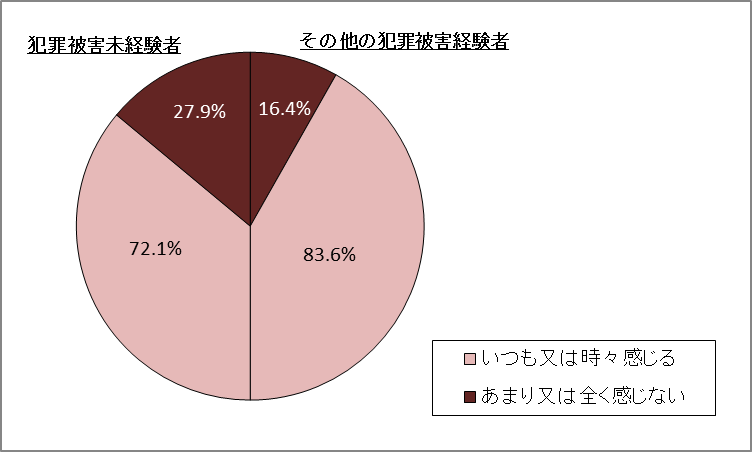 犯罪被害未経験者
その他の犯罪被害経験者
27.9%
16.4%
72.1%
83.6%
いつも又は時々感じる
あまり又は全く感じない